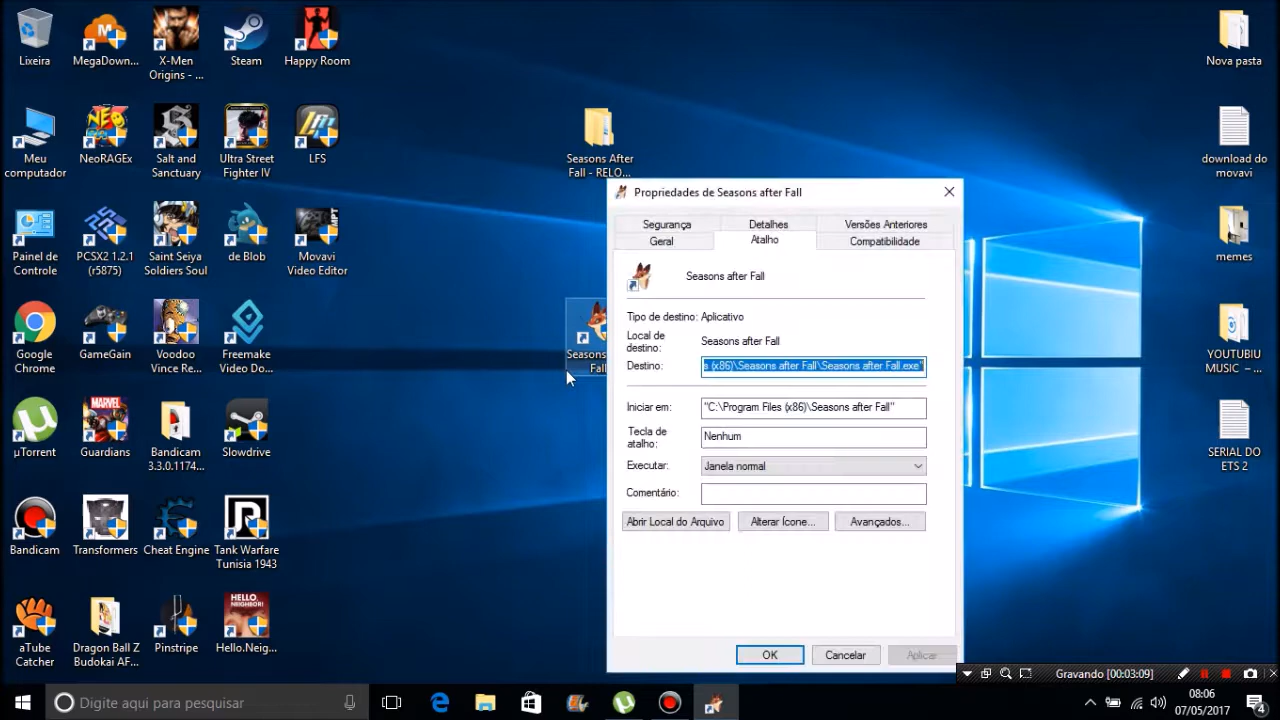 Lixeira
MegaDown...
X-Men
Origins - ...
Steam
Happy Room
Nova pasta
Meu
computador
NeoRAGEx
Salt and
Sanctuary
Ultra Street
Fighter IV
LFS
Seasons After
Fall - RELO...
download do
movavi
Painel de
Controle
PCSX2 1.2.1
(r5875)
Saint Seiya
Soldiers Soul
de Blob
Movavi
Video Editor
memes
Google
Chrome
GameGain
Voodoo
Vince Re...
Freemake
Video Do...
Seasons
Fall
YOUTUBIU
MUSIC – ...
µTorrent
MARVEL
Guardians
Bandicam
3.3.0.1174...
Slowdrive
SERIAL DO
ETS 2
Bandicam
Transformers
Cheat Engine
Tank Warfare
Tunisia 1943
aTube
Catcher
Dragon Ball Z
Budokai AF...
Pinstripe
HELLO,
NEIGHBOR!
Hello.Neig...
Propriedades de Seasons after Fall
Segurança
Detalhes
Versões Anteriores
Geral
Atalho
Compatibilidade
Seasons after Fall
Tipo de destino: Aplicativo
Local de
destino:
Seasons after Fall
Destino:
s (x86)\Seasons after Fall\Seasons after Fall.exe"
Iniciar em:
"C:\Program Files (x86)\Seasons after Fall"
Tecla de
atalho:
Nenhum
Executar:
Janela normal
Comentário:
Abrir Local do Arquivo
Alterar Ícone...
Avançados...
OK
Cancelar
Aplicar
Gravando [00:03:09]
Digite aqui para pesquisar
08:06
07/05/2017
4